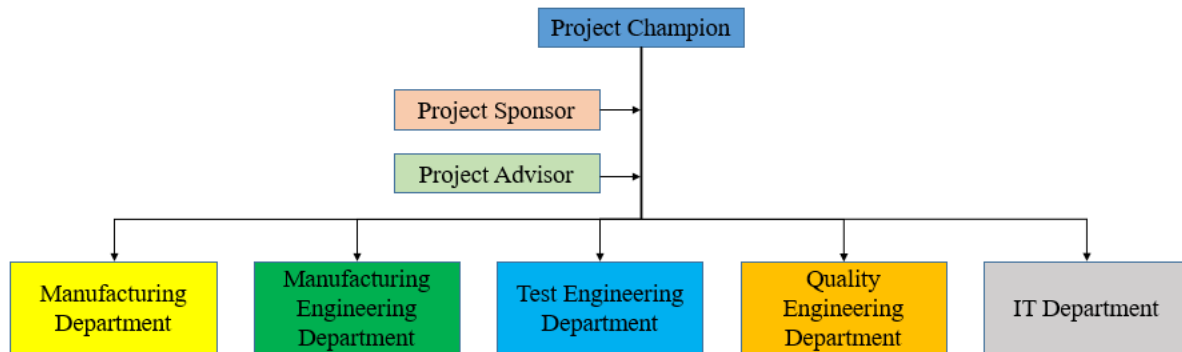 Project Champion
Project Sponsor
Project Advisor
Manufacturing
Department
Manufacturing
Engineering
Department
Test Engineering
Department
Quality
Engineering
Department
IT Department